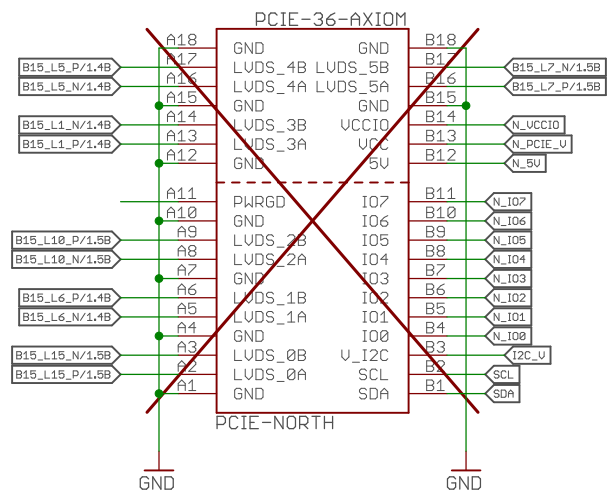 PCIE-36-AXIOM
A18 GND GND B18
B15_L5_P/1.4B A17 LVDS_4B LVDS_5B B17 B15_L7_N/1.5B
B15_L5_N/1.4B A16 LVDS_4A LVDS_5A B16 B15_L7_P/1.5B
A15 GND GND B15
B15_L1_N/1.4B A14 LVDS_3B VCCIO B14 N_VCCIO
B15_L1_P/1.4B A13 LVDS_3A VCC B13 N_PCIE_V
A12 GND 5V B12 N_5V
A11 PWRGD IO7 B11 N_IO7
A10 GND IO6 B10 N_IO6
B15_L10_P/1.5B A9 LVDS_2B IO5 B9 N_IO5
B15_L10_N/1.5B A8 LVDS_2A IO4 B8 N_IO4
A7 GND IO3 B7 N_IO3
B15_L6_P/1.4B A6 LVDS_1B IO2 B6 N_IO2
B15_L6_N/1.4B A5 LVDS_1A IO1 B5 N_IO1
A4 GND IO0 B4 N_IO0
B15_L15_N/1.5B A3 LVDS_0B V_I2C B3 I2C_V
B15_L15_P/1.5B A2 LVDS_0A SCL B2 SCL
A1 GND SDA B1 SDA
PCIE-NORTH
GND GND